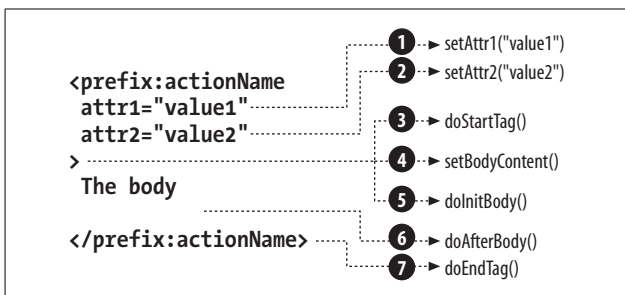 1 setAttr1("value1")
2 setAttr2("value2")
<prefix:actionName
attr1="value1"
attr2="value2"
3 doStartTag()
> 4 setBodyContent()
The body
5 doInitBody()
6 doAfterBody()
</prefix:actionName>
7 doEndTag()